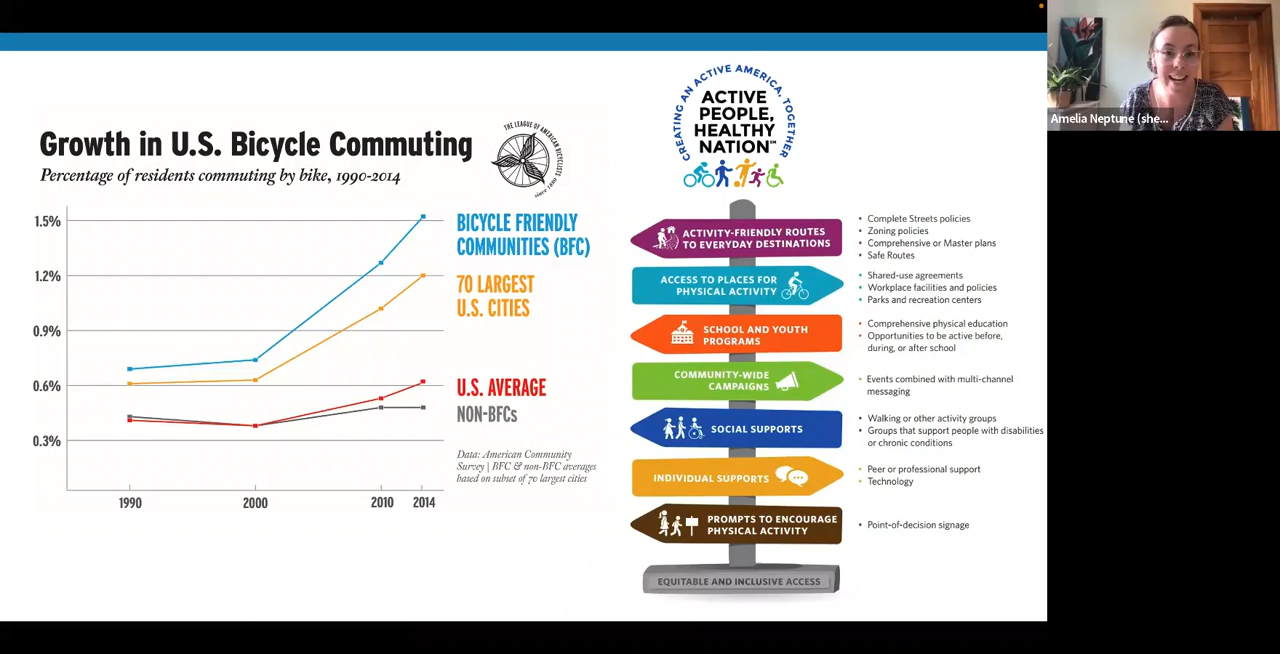 Growth in U.S. Bicycle Commuting
Percentage of residents commuting by bike, 1990-2014
THE LEAGUE OF AMERICAN BICYCLISTS
since 1880
1.5%
1.2%
0.9%
0.6%
0.3%
1990
2000
2010
2014
BICYCLE FRIENDLY
COMMUNITIES (BFC)
70 LARGEST
U.S. CITIES
U.S. AVERAGE
NON-BFCs
Data: American Community
Survey | BFC & non-BFC averages
based on subset of 70 largest cities
CREATING AN ACTIVE AMERICA, TOGETHER
ACTIVE
PEOPLE,
HEALTHY
NATION℠
ACTIVITY-FRIENDLY ROUTES
TO EVERYDAY DESTINATIONS
• Complete Streets policies
• Zoning policies
• Comprehensive or Master plans
• Safe Routes
ACCESS TO PLACES FOR
PHYSICAL ACTIVITY
• Shared-use agreements
• Workplace facilities and policies
• Parks and recreation centers
SCHOOL AND YOUTH
PROGRAMS
• Comprehensive physical education
• Opportunities to be active before,
during, or after school
COMMUNITY-WIDE
CAMPAIGNS
• Events combined with multi-channel
messaging
SOCIAL SUPPORTS
• Walking or other activity groups
• Groups that support people with disabilities
or chronic conditions
INDIVIDUAL SUPPORTS
• Peer or professional support
• Technology
PROMPTS TO ENCOURAGE
PHYSICAL ACTIVITY
• Point-of-decision signage
EQUITABLE AND INCLUSIVE ACCESS
Amelia Neptune (she...